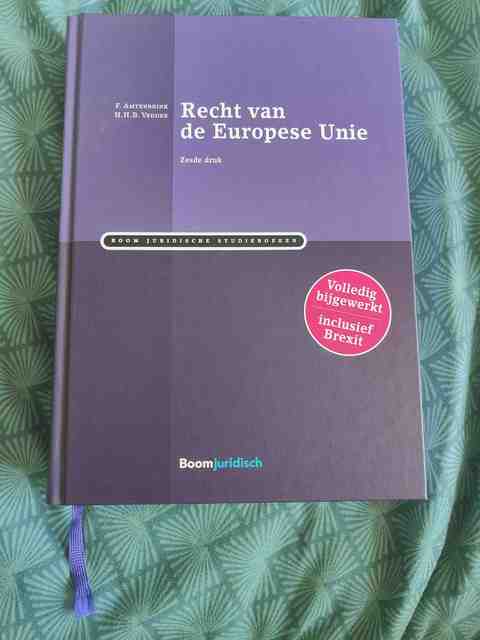 F. Amtenbrink
H.H.B. Vedder
Recht van
de Europese Unie
Zesde druk
BOOM JURIDISCHE STUDIEBOEKEN
Volledig
bijgewerkt
inclusief
Brexit
Boomjuridisch